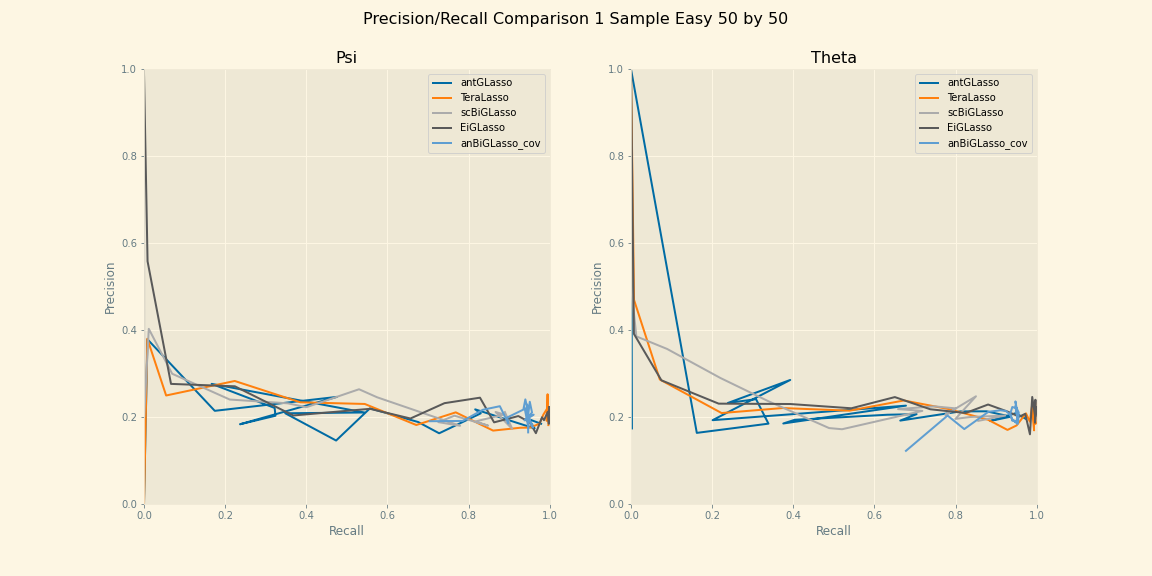 Precision/Recall Comparison 1 Sample Easy 50 by 50
Psi
1.0
0.8
0.6
0.4
0.2
0.0
Precision
0.0 0.2 0.4 0.6 0.8 1.0
Recall
antGLasso
TeraLasso
scBiGLasso
EiGLasso
anBiGLasso_cov
Theta
1.0
0.8
0.6
0.4
0.2
0.0
Precision
0.0 0.2 0.4 0.6 0.8 1.0
Recall
antGLasso
TeraLasso
scBiGLasso
EiGLasso
anBiGLasso_cov